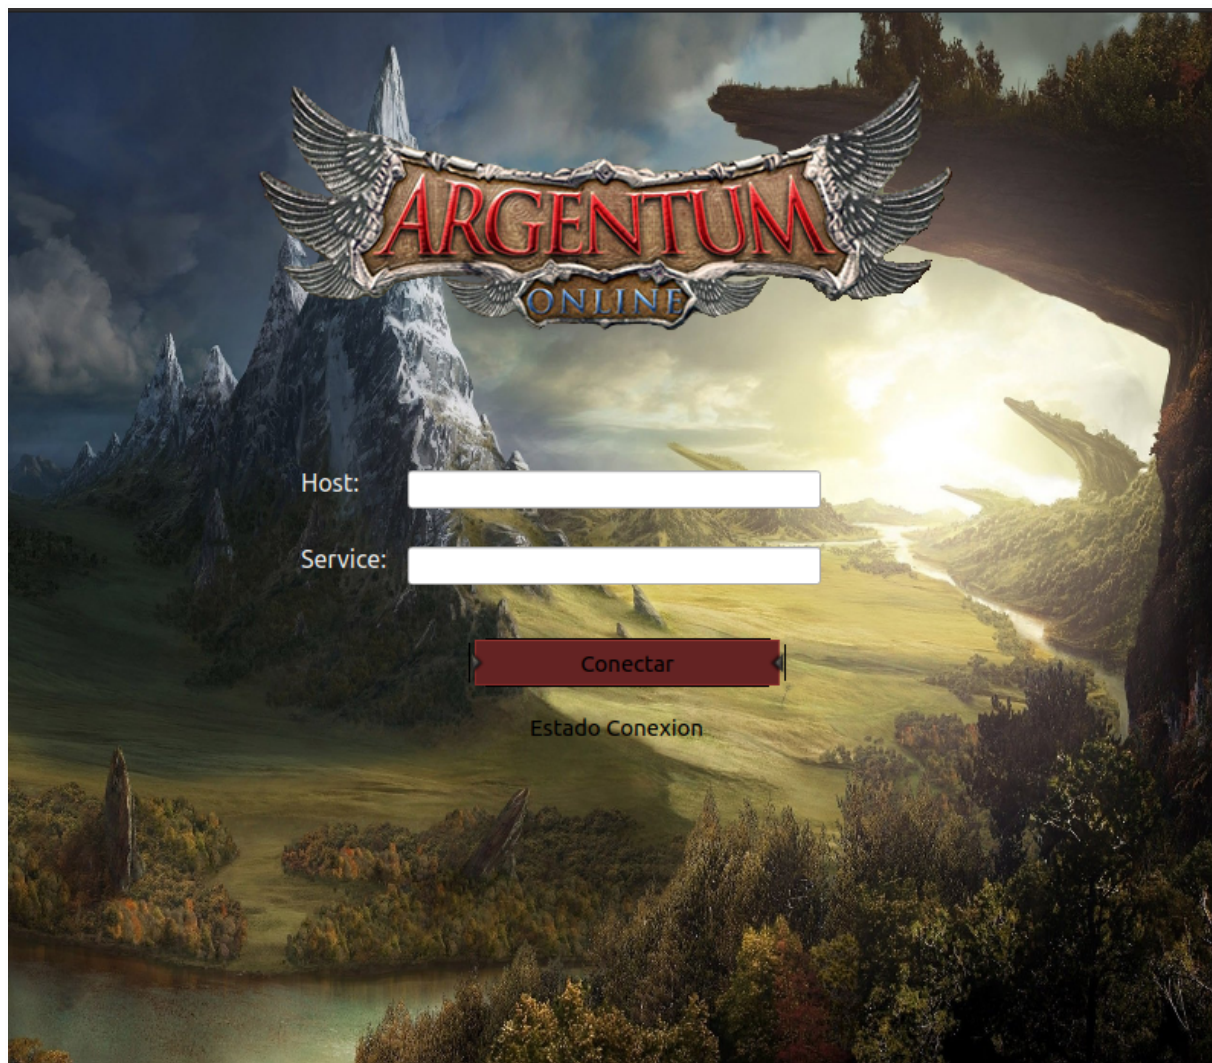 ARGENTUM
ONLINE
Host:
Service:
Conectar
Estado Conexion